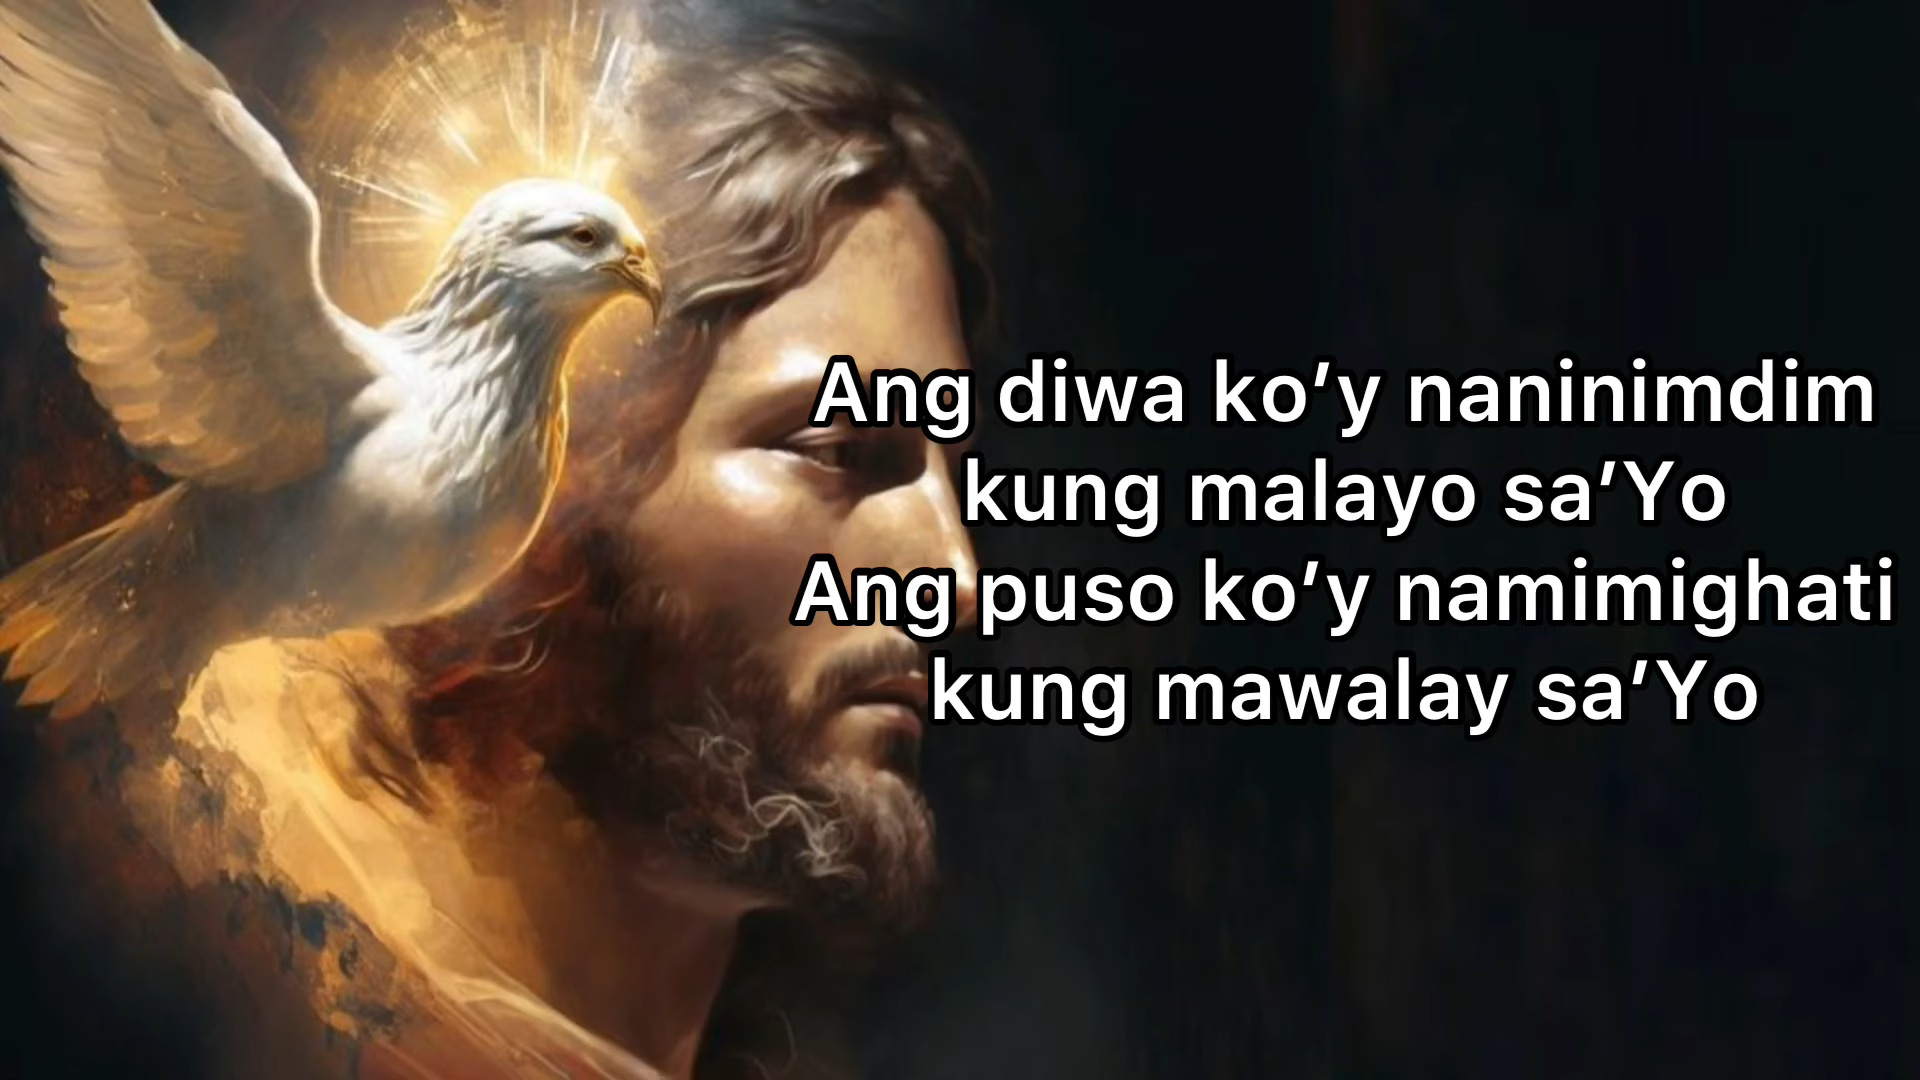 Ang diwa ko’y naninimdim
kung malayo sa’Yo
Ang puso ko’y namimighati
kung mawalay sa’Yo